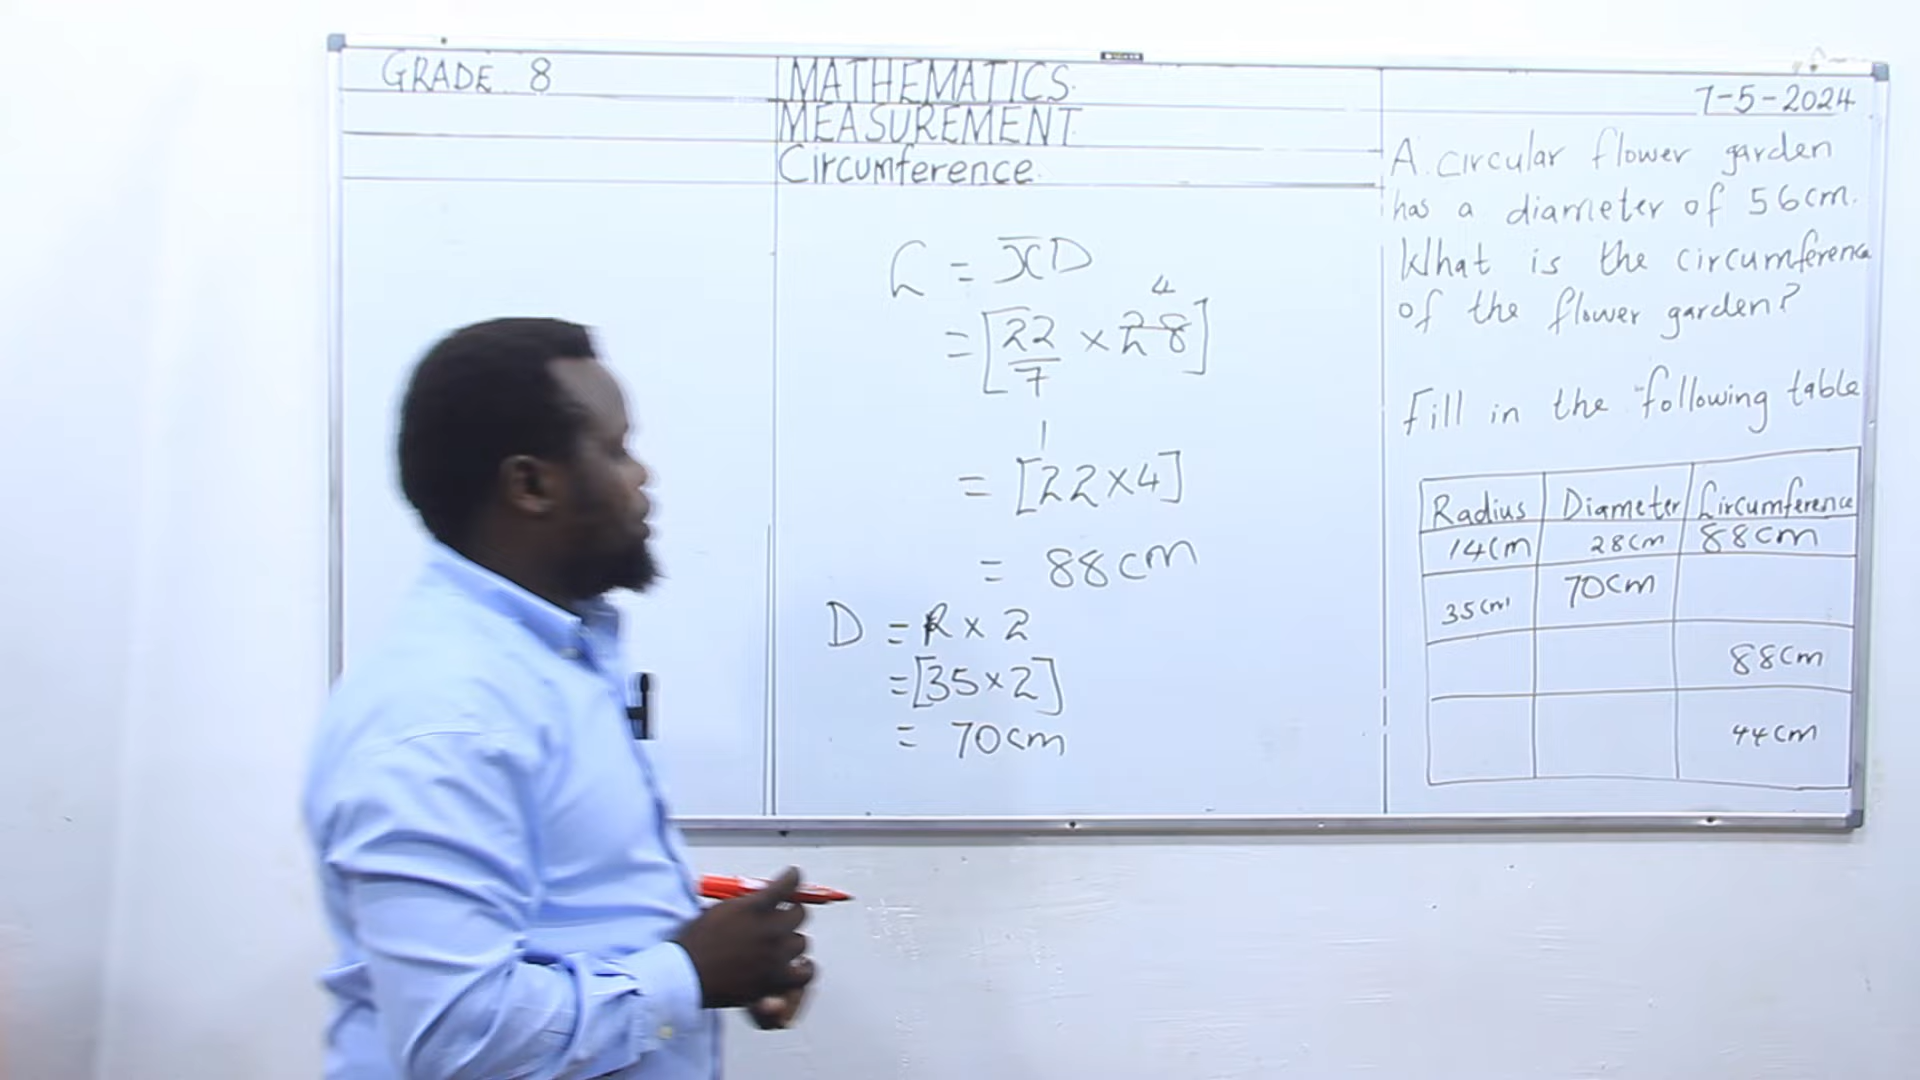 GRADE 8
MATHEMATICS
MEASUREMENT
Circumference
7-5-2024
C = πD
4
= [22/7 × 28]
1
= [22×4]
= 88cm
D = R × 2
= [35×2]
= 70cm
A circular flower garden
has a diameter of 56cm.
What is the circumference
of the flower garden?
Fill in the following table
Radius Diameter Circumference
14cm 28cm 88cm
35cm 70cm
88cm
44cm